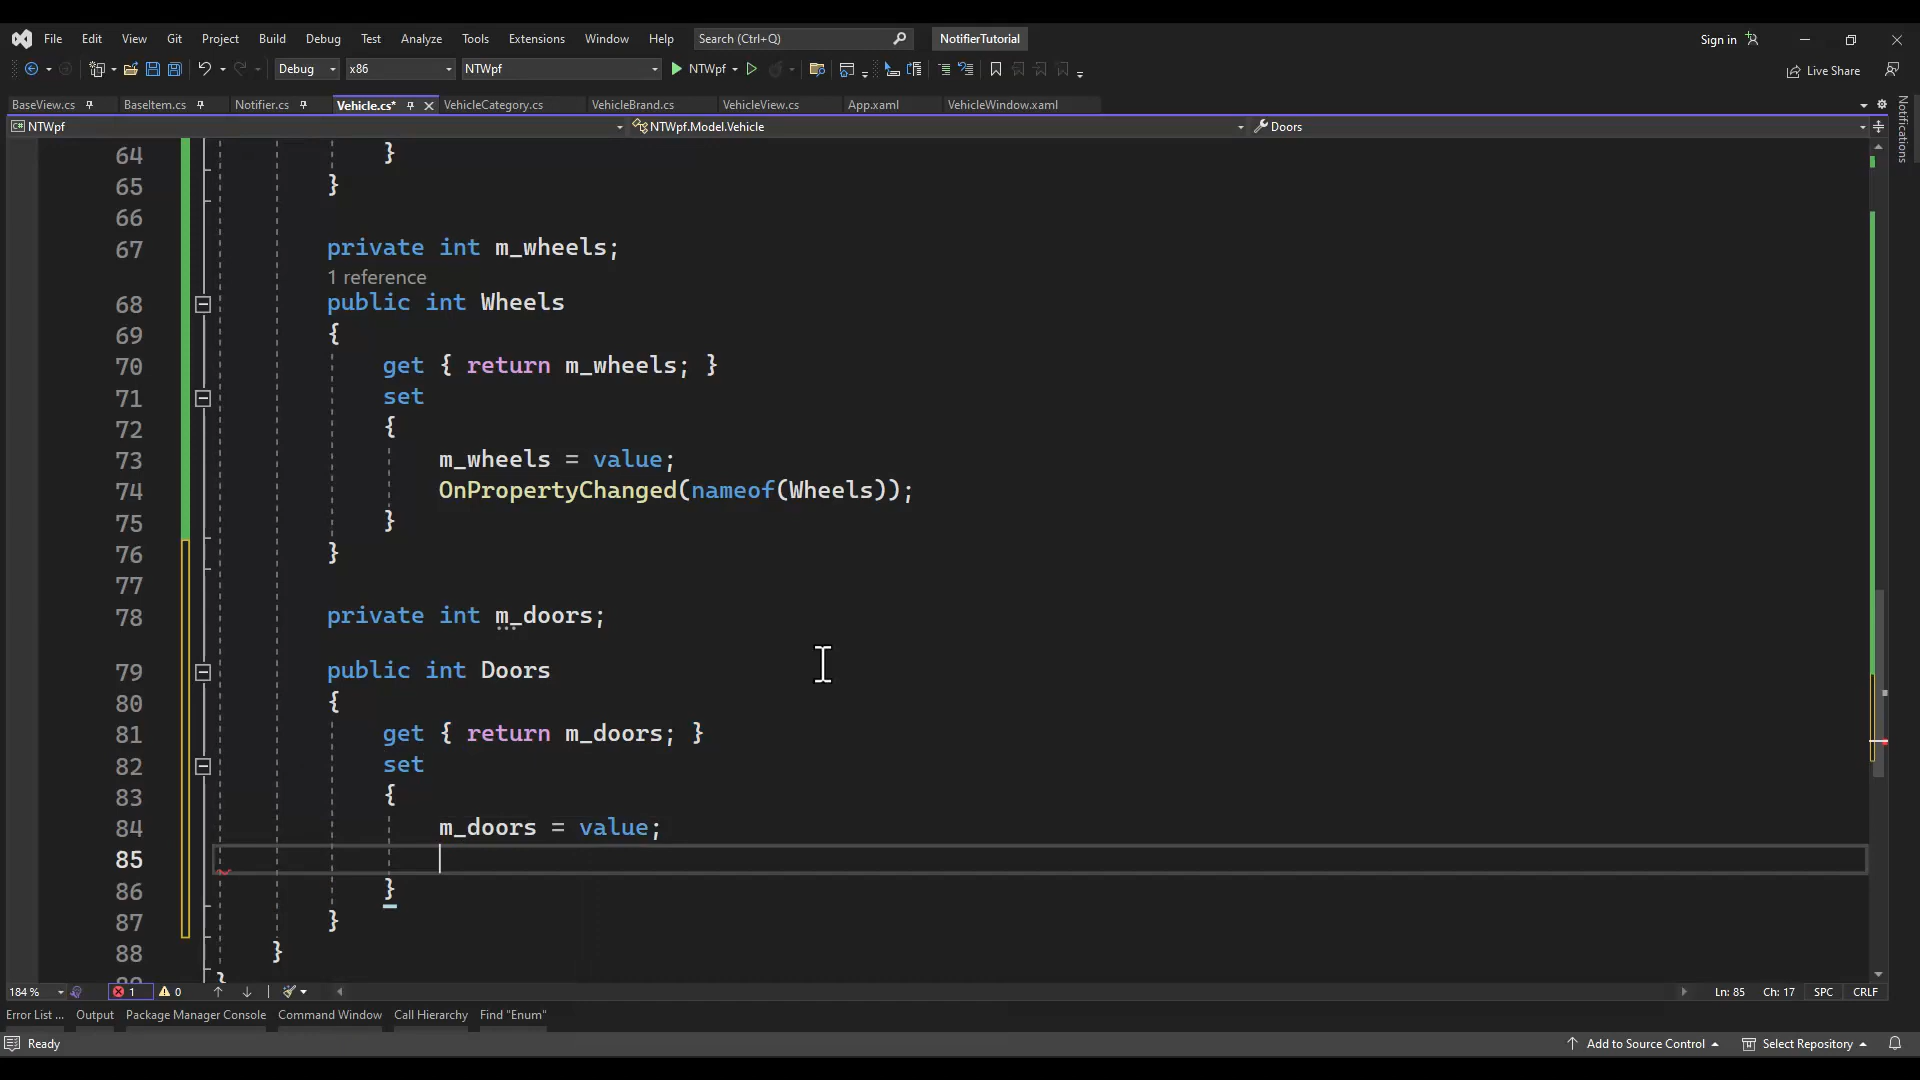 File Edit View Git Project Build Debug Test Analyze Tools Extensions Window Help Search (Ctrl+Q) NotifierTutorial Sign in
Debug x86 NTWpf NTWpf Live Share
BaseView.cs BaseItem.cs Notifier.cs Vehicle.cs* VehicleCategory.cs VehicleBrand.cs VehicleView.cs App.xaml VehicleWindow.xaml
C# NTWpf NTWpf.Model.Vehicle Doors
Notifications
64 }
65 }
66
67 private int m_wheels;
1 reference
68 public int Wheels
69 {
70 get { return m_wheels; }
71 set
72 {
73 m_wheels = value;
74 OnPropertyChanged(nameof(Wheels));
75 }
76 }
77
78 private int m_doors;
79 public int Doors
80 {
81 get { return m_doors; }
82 set
83 {
84 m_doors = value;
85
86 }
87 }
88 }
89 }
184 % 1 0 Ln: 85 Ch: 17 SPC CRLF
Error List ... Output Package Manager Console Command Window Call Hierarchy Find "Enum"
Ready Add to Source Control Select Repository